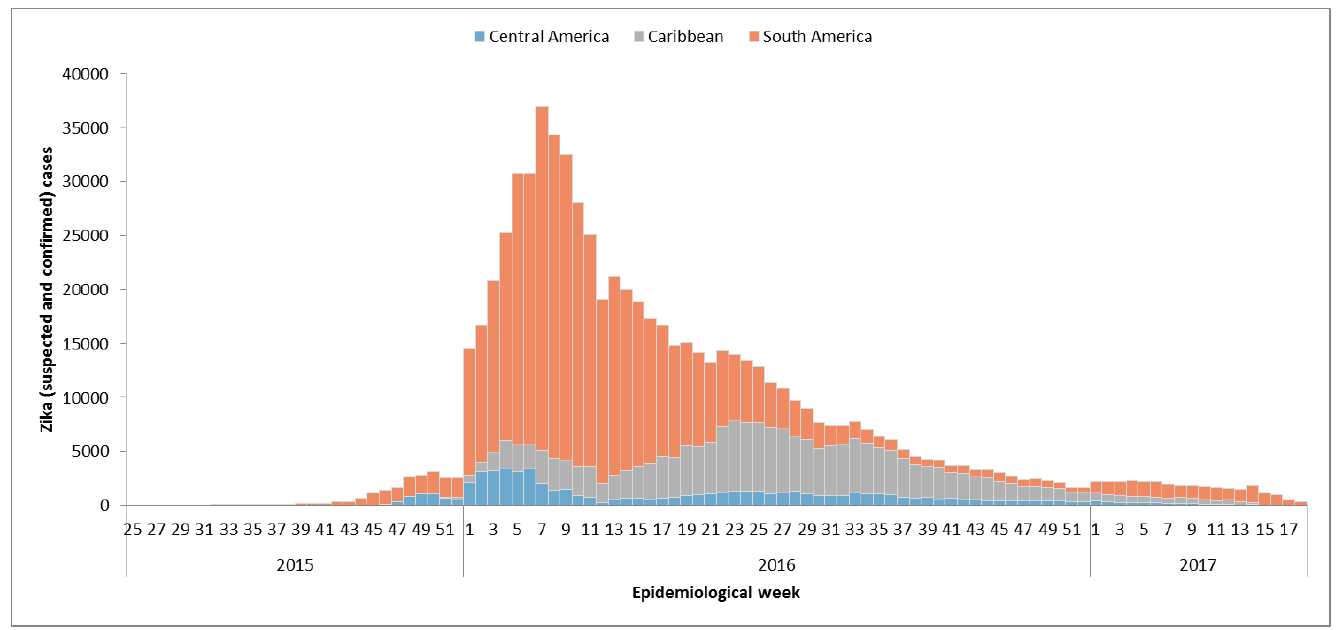 Central America Caribbean South America
40000
35000
30000
25000
20000
15000
10000
5000
0
Zika (suspected and confirmed) cases
25 27 29 31 33 35 37 39 41 43 45 47 49 51 1 3 5 7 9 11 13 15 17 19 21 23 25 27 29 31 33 35 37 39 41 43 45 47 49 51 1 3 5 7 9 11 13 15 17
2015 2016 2017
Epidemiological week